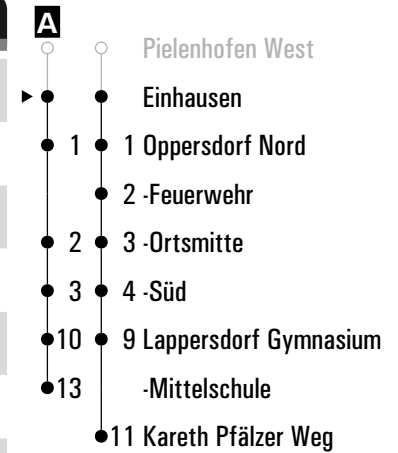 A
Pielenhofen West
Einhausen
1 1 Oppersdorf Nord
2 -Feuerwehr
2 3 -Ortsmitte
3 4 -Süd
10 9 Lappersdorf Gymnasium
13 -Mittelschule
11 Kareth Pfälzer Weg